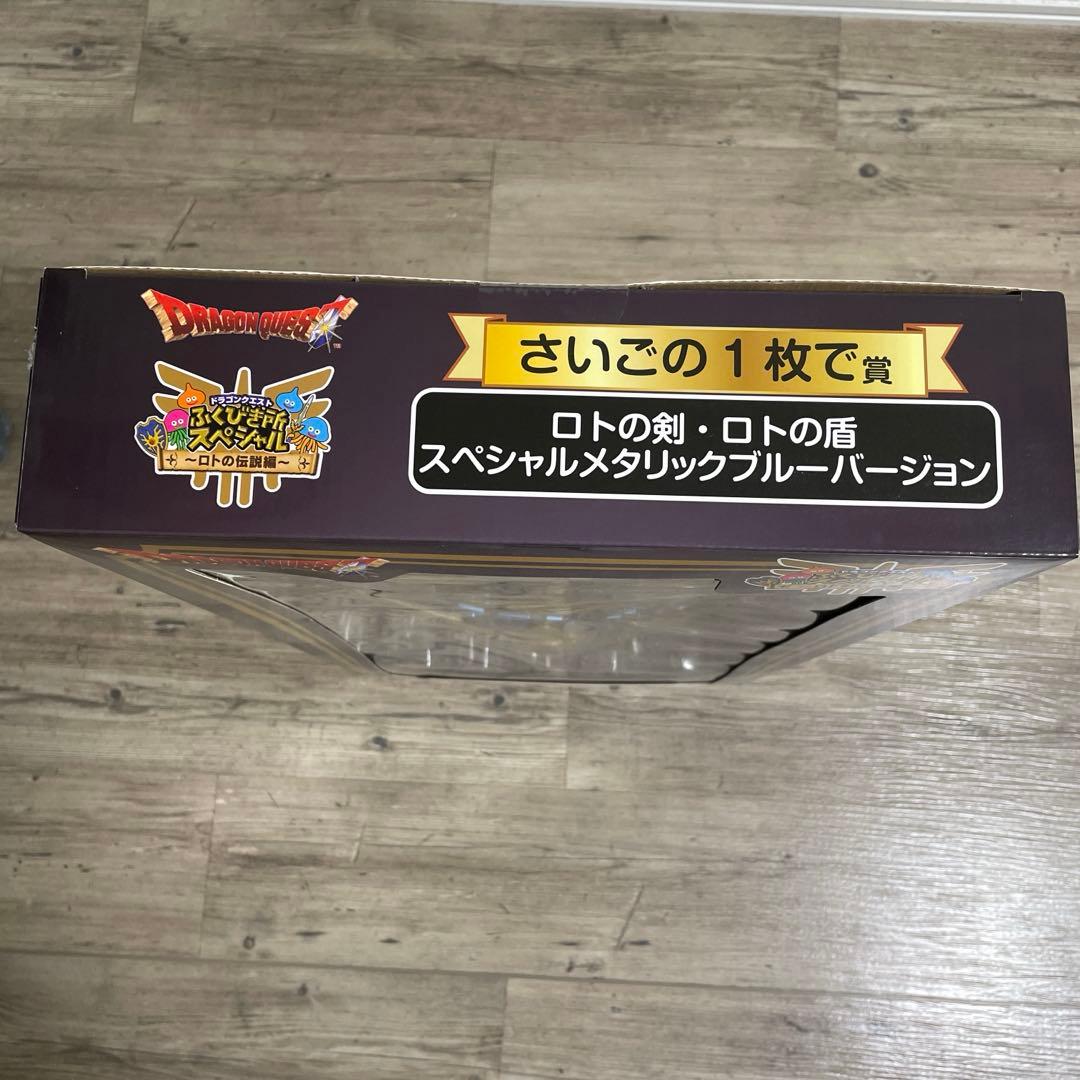 DRAGON QUEST
TM
ドラゴンクエスト
ふくびき所
スペシャル
〜ロトの伝説編〜
さいごの1枚で賞
ロトの剣・ロトの盾
スペシャルメタリックブルーバージョン